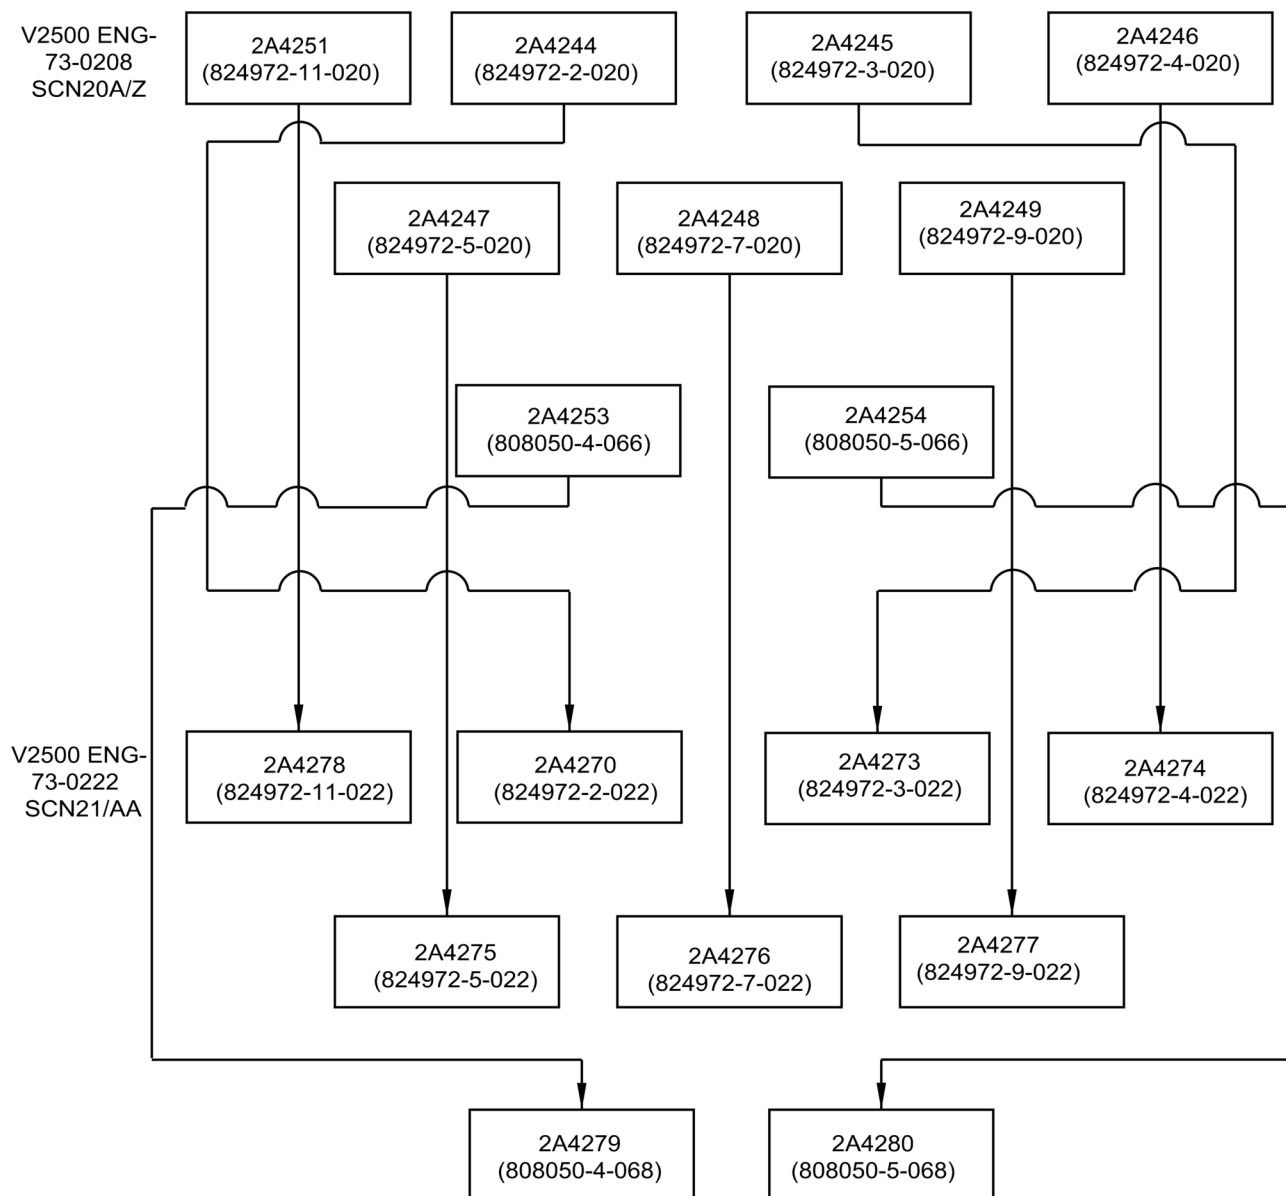 V2500 ENG-
73-0208
SCN20A/Z
2A4251
(824972-11-020)
2A4244
(824972-2-020)
2A4245
(824972-3-020)
2A4246
(824972-4-020)
2A4247
(824972-5-020)
2A4248
(824972-7-020)
2A4249
(824972-9-020)
2A4253
(808050-4-066)
2A4254
(808050-5-066)
V2500 ENG-
73-0222
SCN21/AA
2A4278
(824972-11-022)
2A4270
(824972-2-022)
2A4273
(824972-3-022)
2A4274
(824972-4-022)
2A4275
(824972-5-022)
2A4276
(824972-7-022)
2A4277
(824972-9-022)
2A4279
(808050-4-068)
2A4280
(808050-5-068)